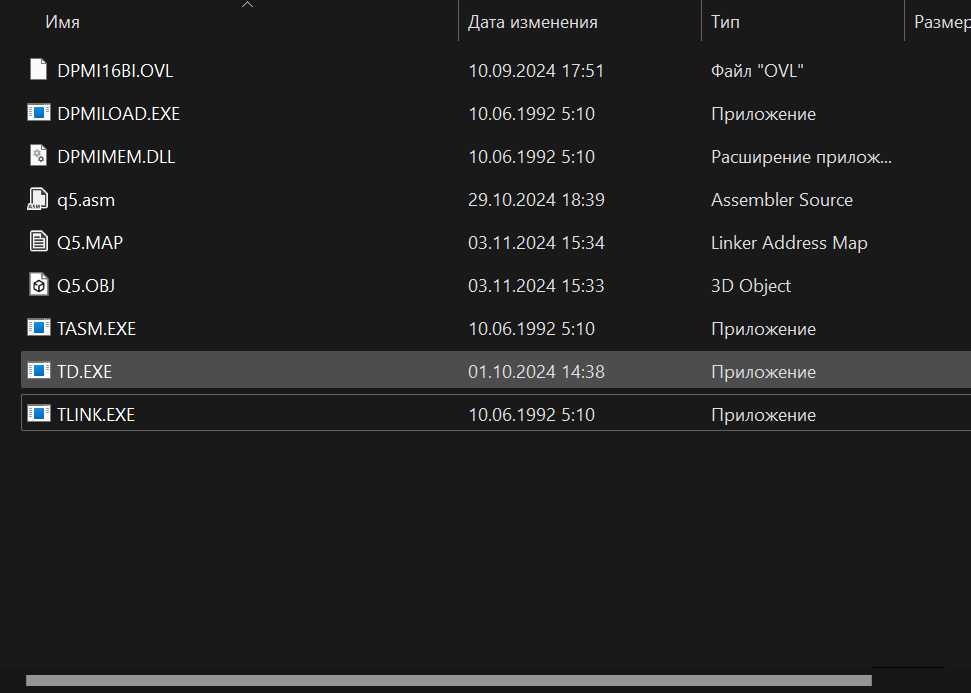 Имя Дата изменения Тип Размер
DPMI16BI.OVL 10.09.2024 17:51 Файл "OVL"
DPMILOAD.EXE 10.06.1992 5:10 Приложение
DPMIMEM.DLL 10.06.1992 5:10 Расширение прилож...
q5.asm 29.10.2024 18:39 Assembler Source
Q5.MAP 03.11.2024 15:34 Linker Address Map
Q5.OBJ 03.11.2024 15:33 3D Object
TASM.EXE 10.06.1992 5:10 Приложение
TD.EXE 01.10.2024 14:38 Приложение
TLINK.EXE 10.06.1992 5:10 Приложение